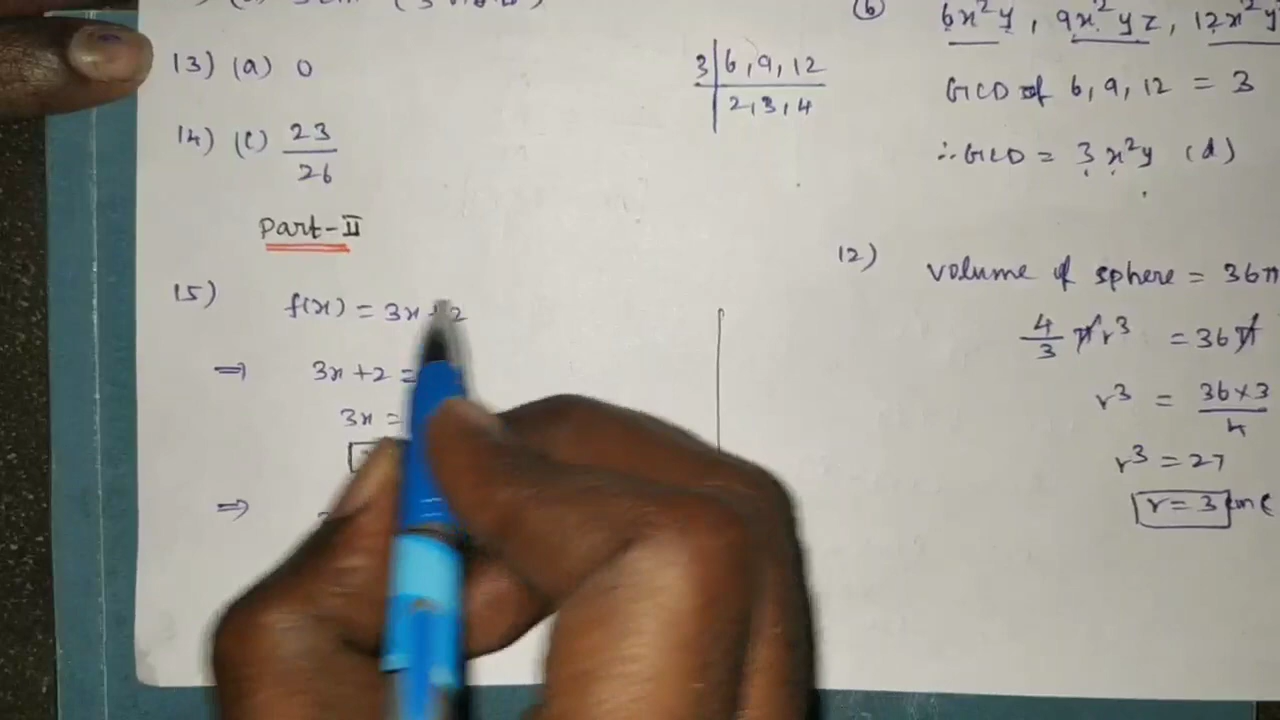 13) (a) 0
14) (c) 23/26
Part-II
15) f(x) = 3x + 2
⇒ 3x + 2 =
3x =
⇒
3 | 6, 9, 12
2, 3, 4
(b) 6x²y, 9x²yz, 12x²y
GCD of 6, 9, 12 = 3
∴ GCD = 3x²y (d)
12) Volume of sphere = 36π
4/3 πr³ = 36π
r³ = 36×3/4
r³ = 27
r = 3 cm